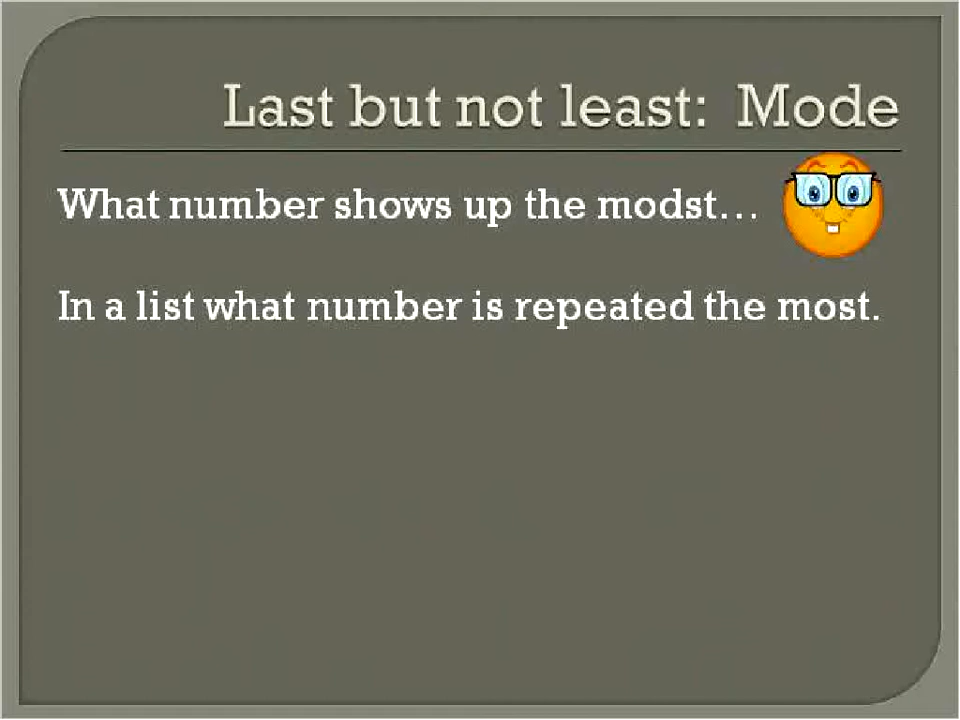 Last but not least: Mode
What number shows up the modst…
In a list what number is repeated the most.